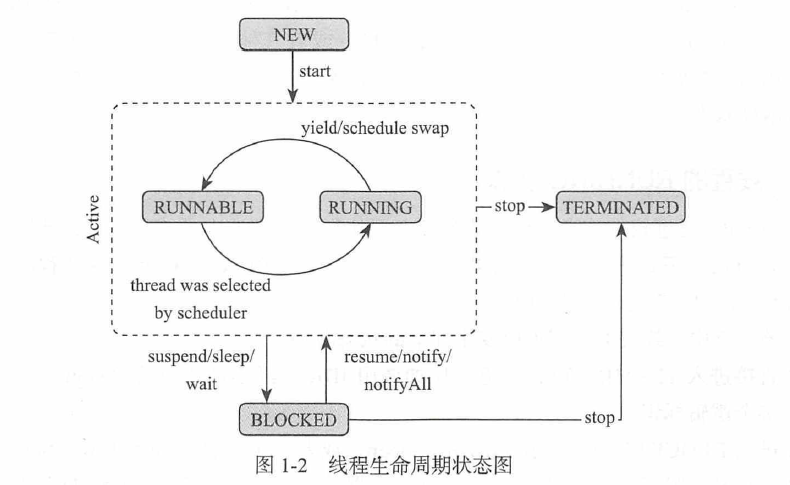 NEW
start
yield/schedule swap
RUNNABLE
RUNNING
stop
TERMINATED
Active
thread was selected
by scheduler
suspend/sleep/
wait
resume/notify/
notifyAll
BLOCKED
stop
图 1-2 线程生命周期状态图